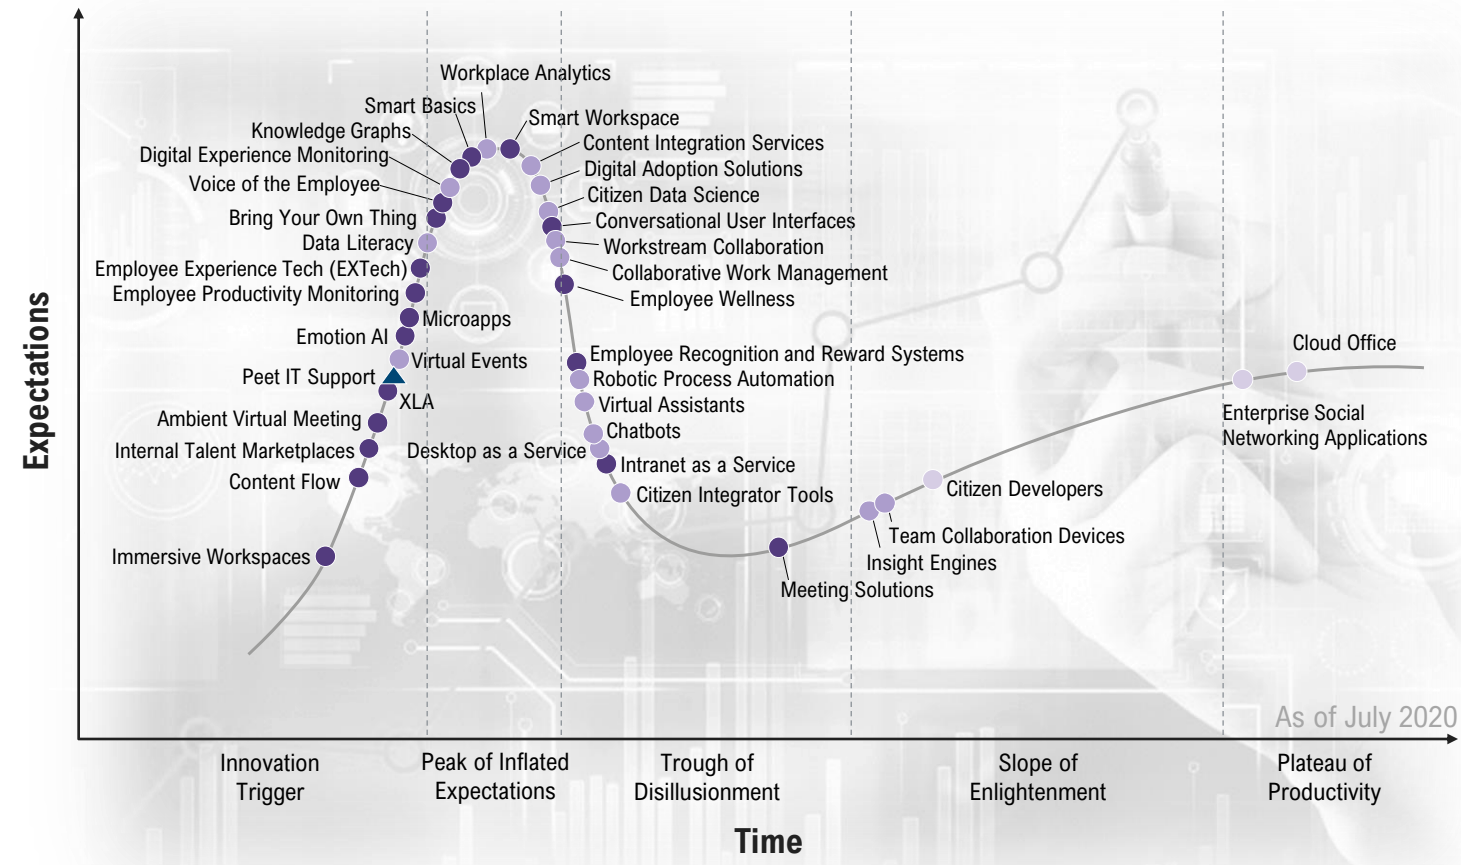 Workplace Analytics
Smart Basics
Smart Workspace
Knowledge Graphs
Content Integration Services
Digital Experience Monitoring
Digital Adoption Solutions
Voice of the Employee
Citizen Data Science
Bring Your Own Thing
Conversational User Interfaces
Data Literacy
Workstream Collaboration
Employee Experience Tech (EXTech)
Collaborative Work Management
Employee Productivity Monitoring
Employee Wellness
Microapps
Emotion AI
Virtual Events
Employee Recognition and Reward Systems
Peet IT Support
Robotic Process Automation
XLA
Virtual Assistants
Ambient Virtual Meeting
Chatbots
Internal Talent Marketplaces
Desktop as a Service
Intranet as a Service
Content Flow
Citizen Integrator Tools
Immersive Workspaces
Cloud Office
Enterprise Social
Networking Applications
Citizen Developers
Team Collaboration Devices
Insight Engines
Meeting Solutions
Expectations
As of July 2020
Innovation
Trigger
Peak of Inflated
Expectations
Trough of
Disillusionment
Slope of
Enlightenment
Plateau of
Productivity
Time